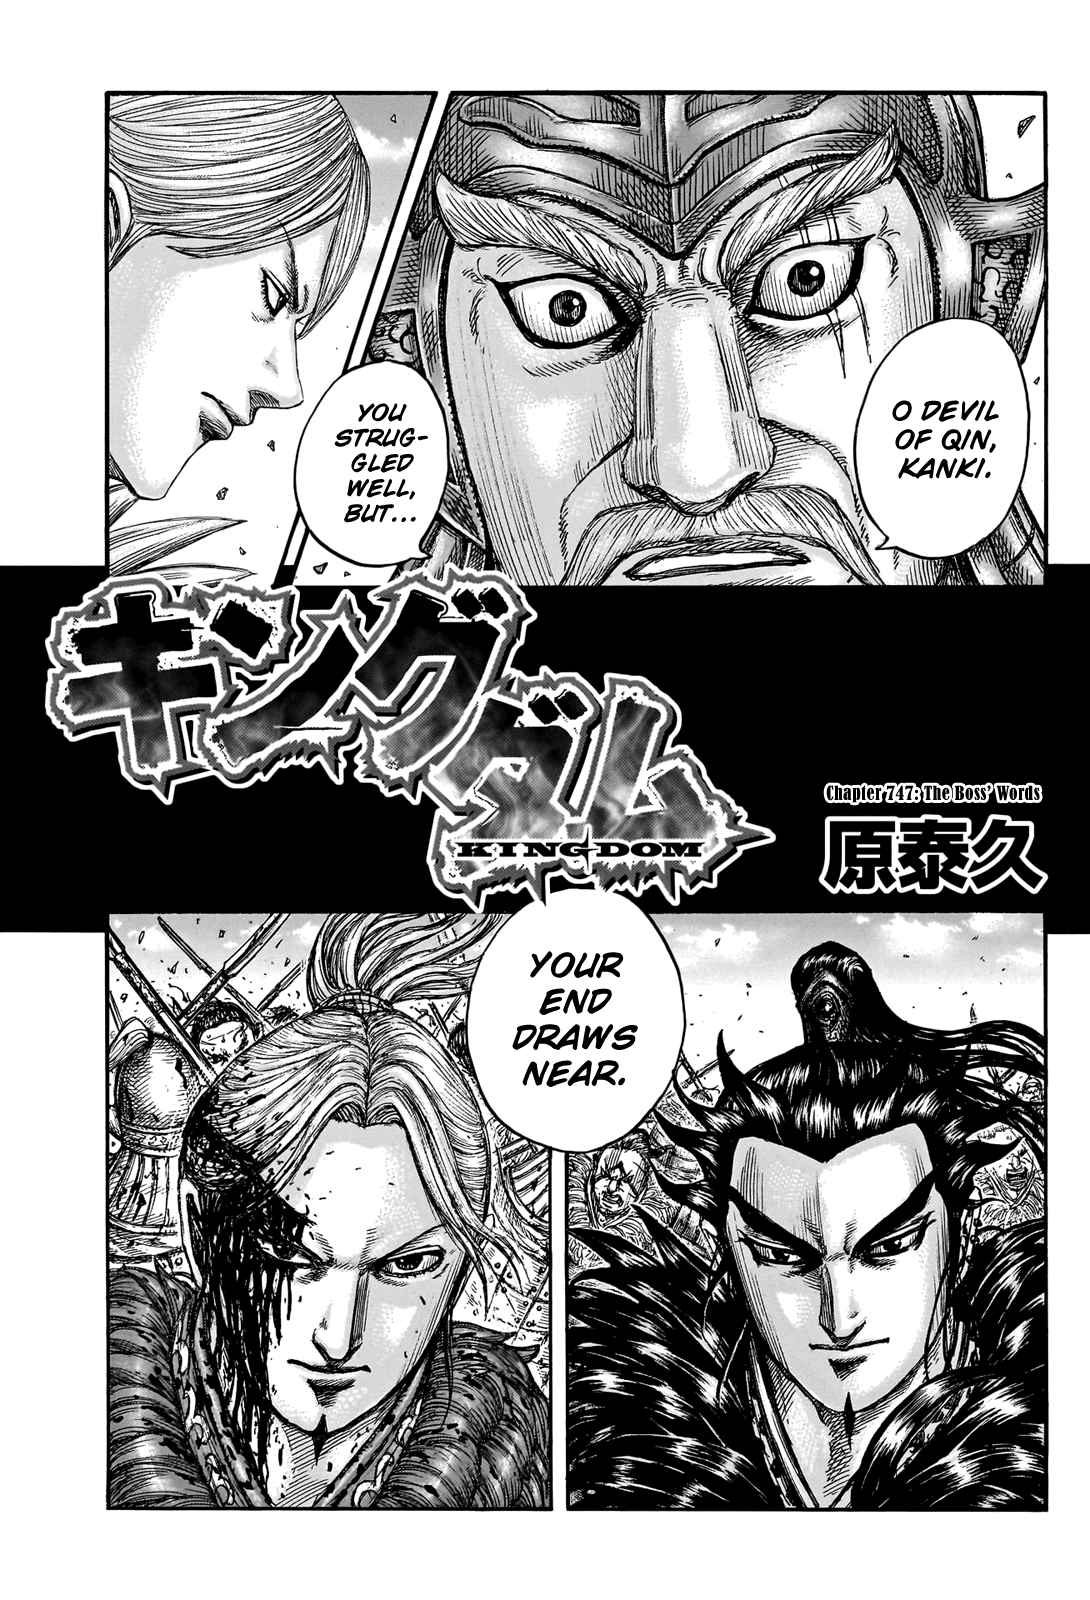 O DEVIL
OF QIN,
KANKI.
YOU
STRUG-
GLED
WELL,
BUT...
キングダム
KINGDOM
Chapter 747: The Boss' Words
原泰久
YOUR
END
DRAWS
NEAR.